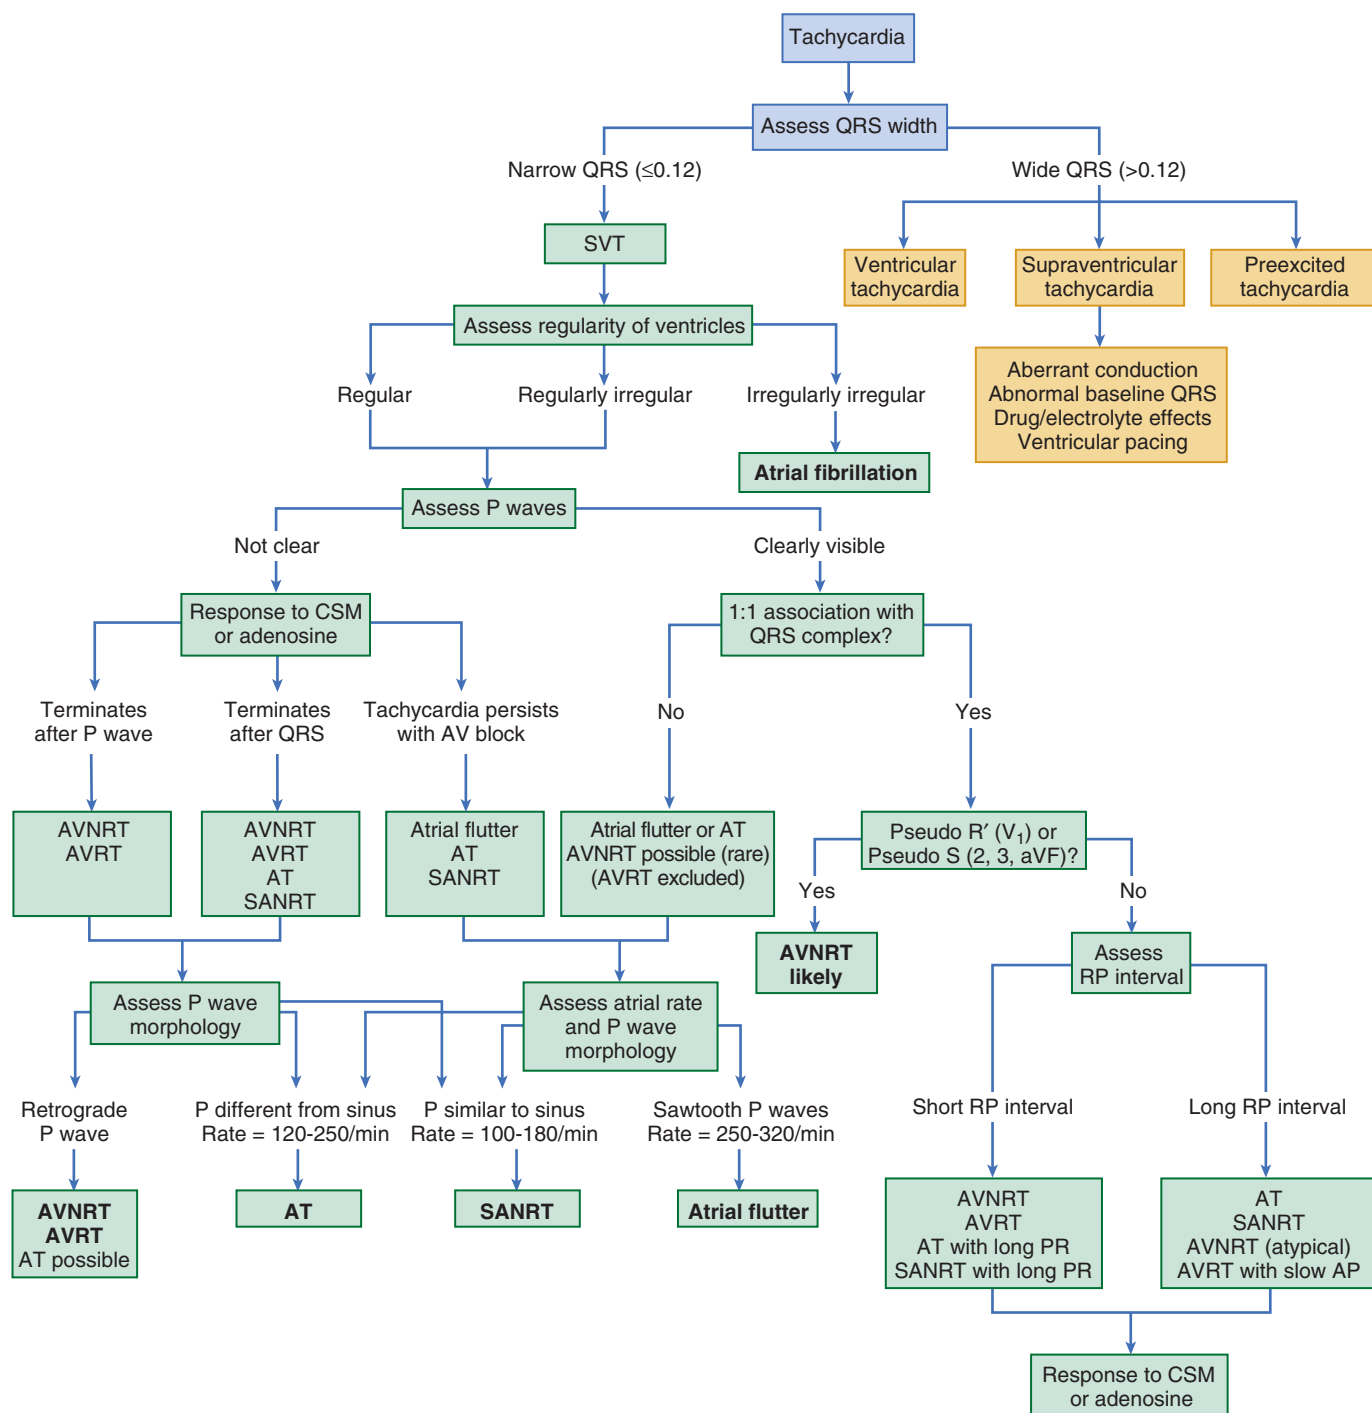 Tachycardia
Assess QRS width
Narrow QRS (≤0.12)
Wide QRS (>0.12)
SVT
Ventricular
tachycardia
Supraventricular
tachycardia
Preexcited
tachycardia
Assess regularity of ventricles
Aberrant conduction
Abnormal baseline QRS
Drug/electrolyte effects
Ventricular pacing
Regular
Regularly irregular
Irregularly irregular
Atrial fibrillation
Assess P waves
Not clear
Clearly visible
Response to CSM
or adenosine
1:1 association with
QRS complex?
Terminates
after P wave
Terminates
after QRS
Tachycardia persists
with AV block
No
Yes
AVNRT
AVRT
AVNRT
AVRT
AT
SANRT
Atrial flutter
AT
SANRT
Atrial flutter or AT
AVNRT possible (rare)
(AVRT excluded)
Pseudo R′ (V₁) or
Pseudo S (2, 3, aVF)?
Yes
No
AVNRT
likely
Assess
RP interval
Assess P wave
morphology
Assess atrial rate
and P wave
morphology
Retrograde
P wave
P different from sinus
Rate = 120-250/min
P similar to sinus
Rate = 100-180/min
Sawtooth P waves
Rate = 250-320/min
Short RP interval
Long RP interval
AVNRT
AVRT
AT possible
AT
SANRT
Atrial flutter
AVNRT
AVRT
AT with long PR
SANRT with long PR
AT
SANRT
AVNRT (atypical)
AVRT with slow AP
Response to CSM
or adenosine